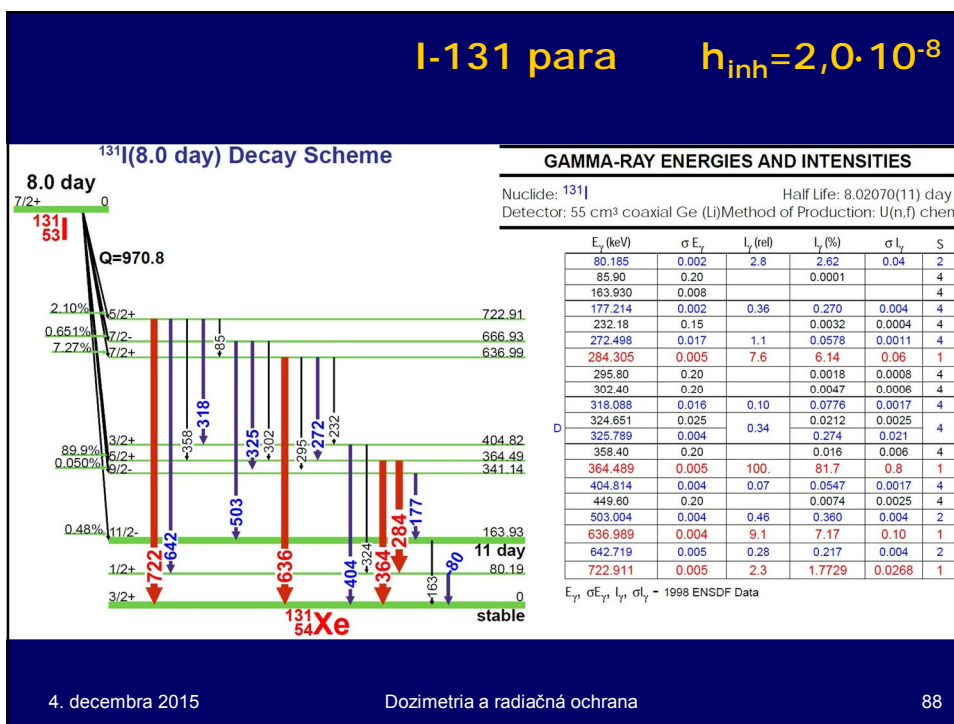 I-131 para h_inh=2,0·10⁻⁸
¹³¹I(8.0 day) Decay Scheme
8.0 day
7/2+ 0
¹³¹₅₃I
Q=970.8
2.10% 5/2+ 722.91
0.651% 7/2- 666.93
7.27% 7/2+ 636.99
85
318
358
325
302
295
272
232
89.9% 3/2+ 404.82
5/2+ 364.49
0.050% 9/2- 341.14
503
177
284
0.48% 11/2- 163.93
11 day
722
642
636
404
324
364
163
80
1/2+ 80.19
3/2+ 0
stable
¹³¹₅₄Xe
GAMMA-RAY ENERGIES AND INTENSITIES
Nuclide: ¹³¹I Half Life: 8.02070(11) day
Detector: 55 cm³ coaxial Ge (Li)Method of Production: U(n,f) chem
Eγ (keV) σ Eγ Iγ (rel) Iγ (%) σ Iγ S
80.185 0.002 2.8 2.62 0.04 2
85.90 0.20 0.0001 4
163.930 0.008 4
177.214 0.002 0.36 0.270 0.004 4
232.18 0.15 0.0032 0.0004 4
272.498 0.017 1.1 0.0578 0.0011 4
284.305 0.005 7.6 6.14 0.06 1
295.80 0.20 0.0018 0.0008 4
302.40 0.20 0.0047 0.0006 4
318.088 0.016 0.10 0.0776 0.0017 4
324.651 0.025 0.0212 0.0025
D 0.34 4
325.789 0.004 0.274 0.021
358.40 0.20 0.016 0.006 4
364.489 0.005 100. 81.7 0.8 1
404.814 0.004 0.07 0.0547 0.0017 4
449.60 0.20 0.0074 0.0025 4
503.004 0.004 0.46 0.360 0.004 2
636.989 0.004 9.1 7.17 0.10 1
642.719 0.005 0.28 0.217 0.004 2
722.911 0.005 2.3 1.7729 0.0268 1
Eγ, σEγ, Iγ, σIγ - 1998 ENSDF Data
4. decembra 2015 Dozimetria a radiačná ochrana 88